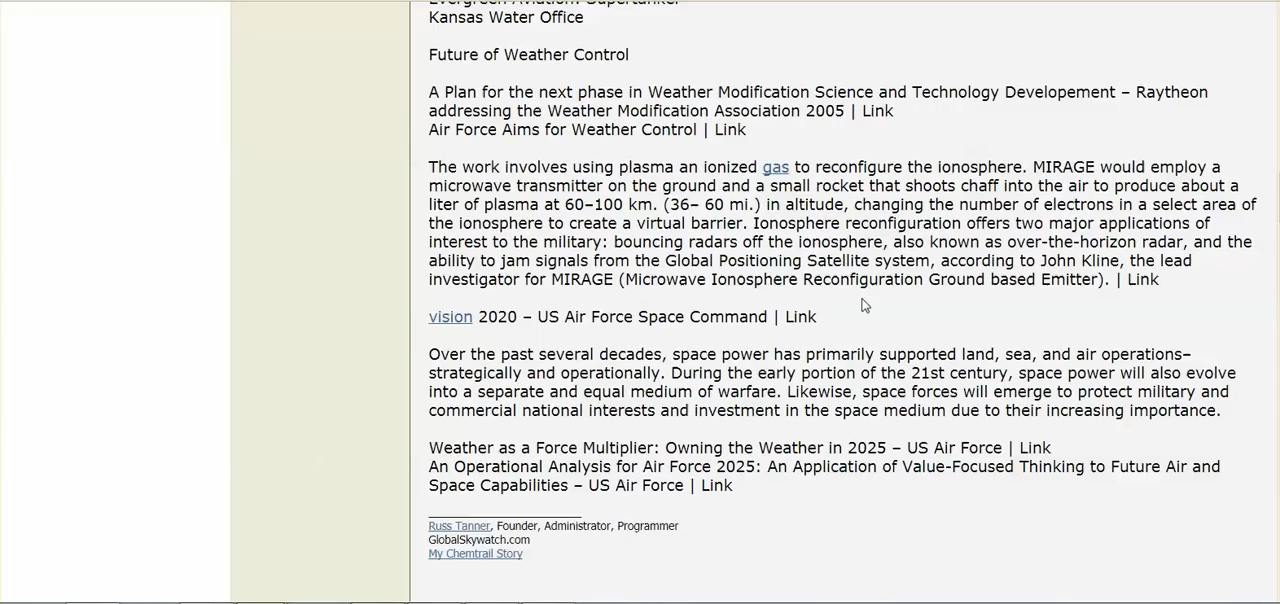 Evergreen Aviation: Supertanker
Kansas Water Office
Future of Weather Control
A Plan for the next phase in Weather Modification Science and Technology Developement – Raytheon
addressing the Weather Modification Association 2005 | Link
Air Force Aims for Weather Control | Link
The work involves using plasma an ionized gas to reconfigure the ionosphere. MIRAGE would employ a
microwave transmitter on the ground and a small rocket that shoots chaff into the air to produce about a
liter of plasma at 60–100 km. (36– 60 mi.) in altitude, changing the number of electrons in a select area of
the ionosphere to create a virtual barrier. Ionosphere reconfiguration offers two major applications of
interest to the military: bouncing radars off the ionosphere, also known as over-the-horizon radar, and the
ability to jam signals from the Global Positioning Satellite system, according to John Kline, the lead
investigator for MIRAGE (Microwave Ionosphere Reconfiguration Ground based Emitter). | Link
vision 2020 – US Air Force Space Command | Link
Over the past several decades, space power has primarily supported land, sea, and air operations–
strategically and operationally. During the early portion of the 21st century, space power will also evolve
into a separate and equal medium of warfare. Likewise, space forces will emerge to protect military and
commercial national interests and investment in the space medium due to their increasing importance.
Weather as a Force Multiplier: Owning the Weather in 2025 – US Air Force | Link
An Operational Analysis for Air Force 2025: An Application of Value-Focused Thinking to Future Air and
Space Capabilities – US Air Force | Link
Russ Tanner, Founder, Administrator, Programmer
GlobalSkywatch.com
My Chemtrail Story